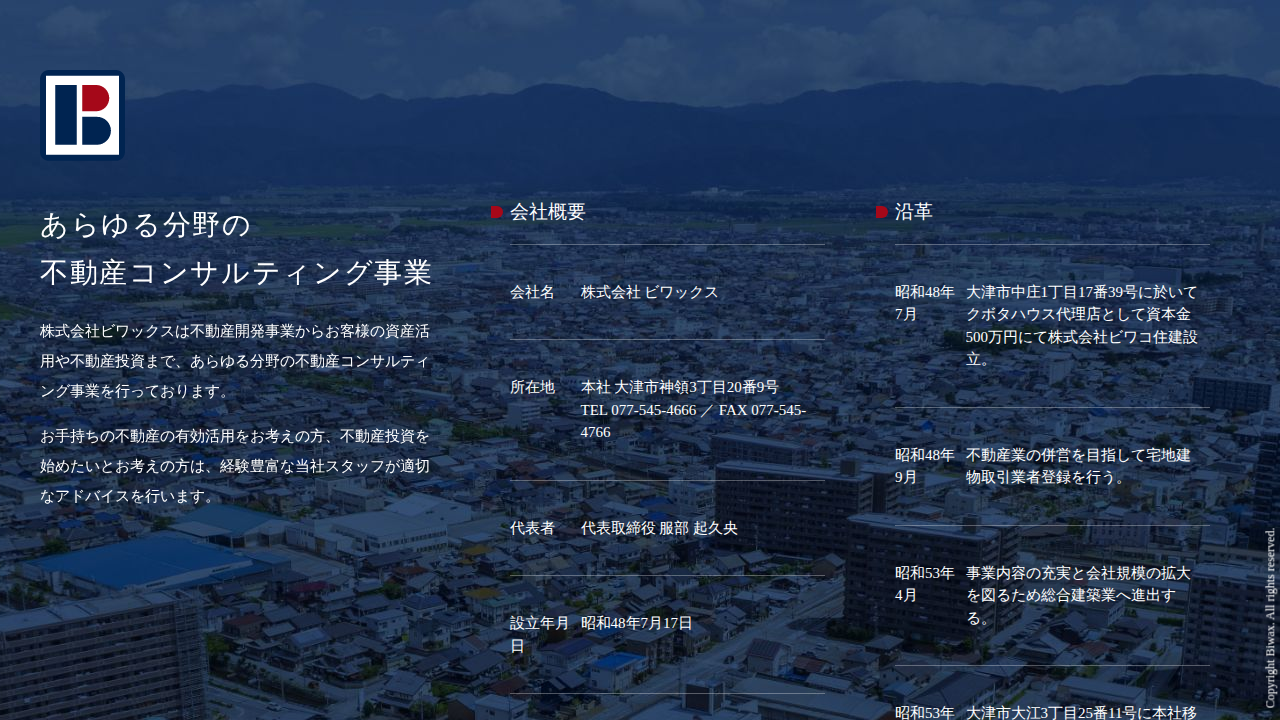 あらゆる分野の
不動産コンサルティング事業
株式会社ビワックスは不動産開発事業からお客様の資産活
用や不動産投資まで、あらゆる分野の不動産コンサルティ
ング事業を行っております。
お手持ちの不動産の有効活用をお考えの方、不動産投資を
始めたいとお考えの方は、経験豊富な当社スタッフが適切
なアドバイスを行います。
会社概要
会社名 株式会社 ビワックス
所在地 本社 大津市神領3丁目20番9号
TEL 077-545-4666 ／ FAX 077-545-
4766
代表者 代表取締役 服部 起久央
設立年月 昭和48年7月17日
日
沿革
昭和48年 大津市中庄1丁目17番39号に於いて
7月 クボタハウス代理店として資本金
500万円にて株式会社ビワコ住建設
立。
昭和48年 不動産業の併営を目指して宅地建
9月 物取引業者登録を行う。
昭和53年 事業内容の充実と会社規模の拡大
4月 を図るため総合建築業へ進出す
る。
昭和53年 大津市大江3丁目25番11号に本社移
Copyright Biwax. All rights reserved.